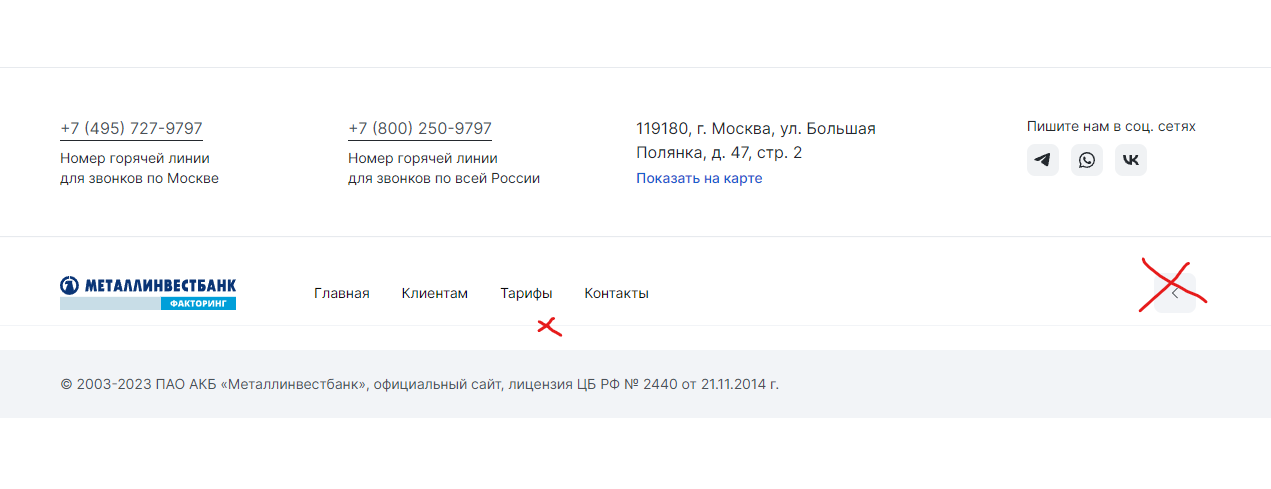 +7 (495) 727-9797
Номер горячей линии
для звонков по Москве
+7 (800) 250-9797
Номер горячей линии
для звонков по всей России
119180, г. Москва, ул. Большая
Полянка, д. 47, стр. 2
Показать на карте
Пишите нам в соц. сетях
МЕТАЛЛИНВЕСТБАНК
ФАКТОРИНГ
Главная Клиентам Тарифы Контакты
© 2003-2023 ПАО АКБ «Металлинвестбанк», официальный сайт, лицензия ЦБ РФ № 2440 от 21.11.2014 г.